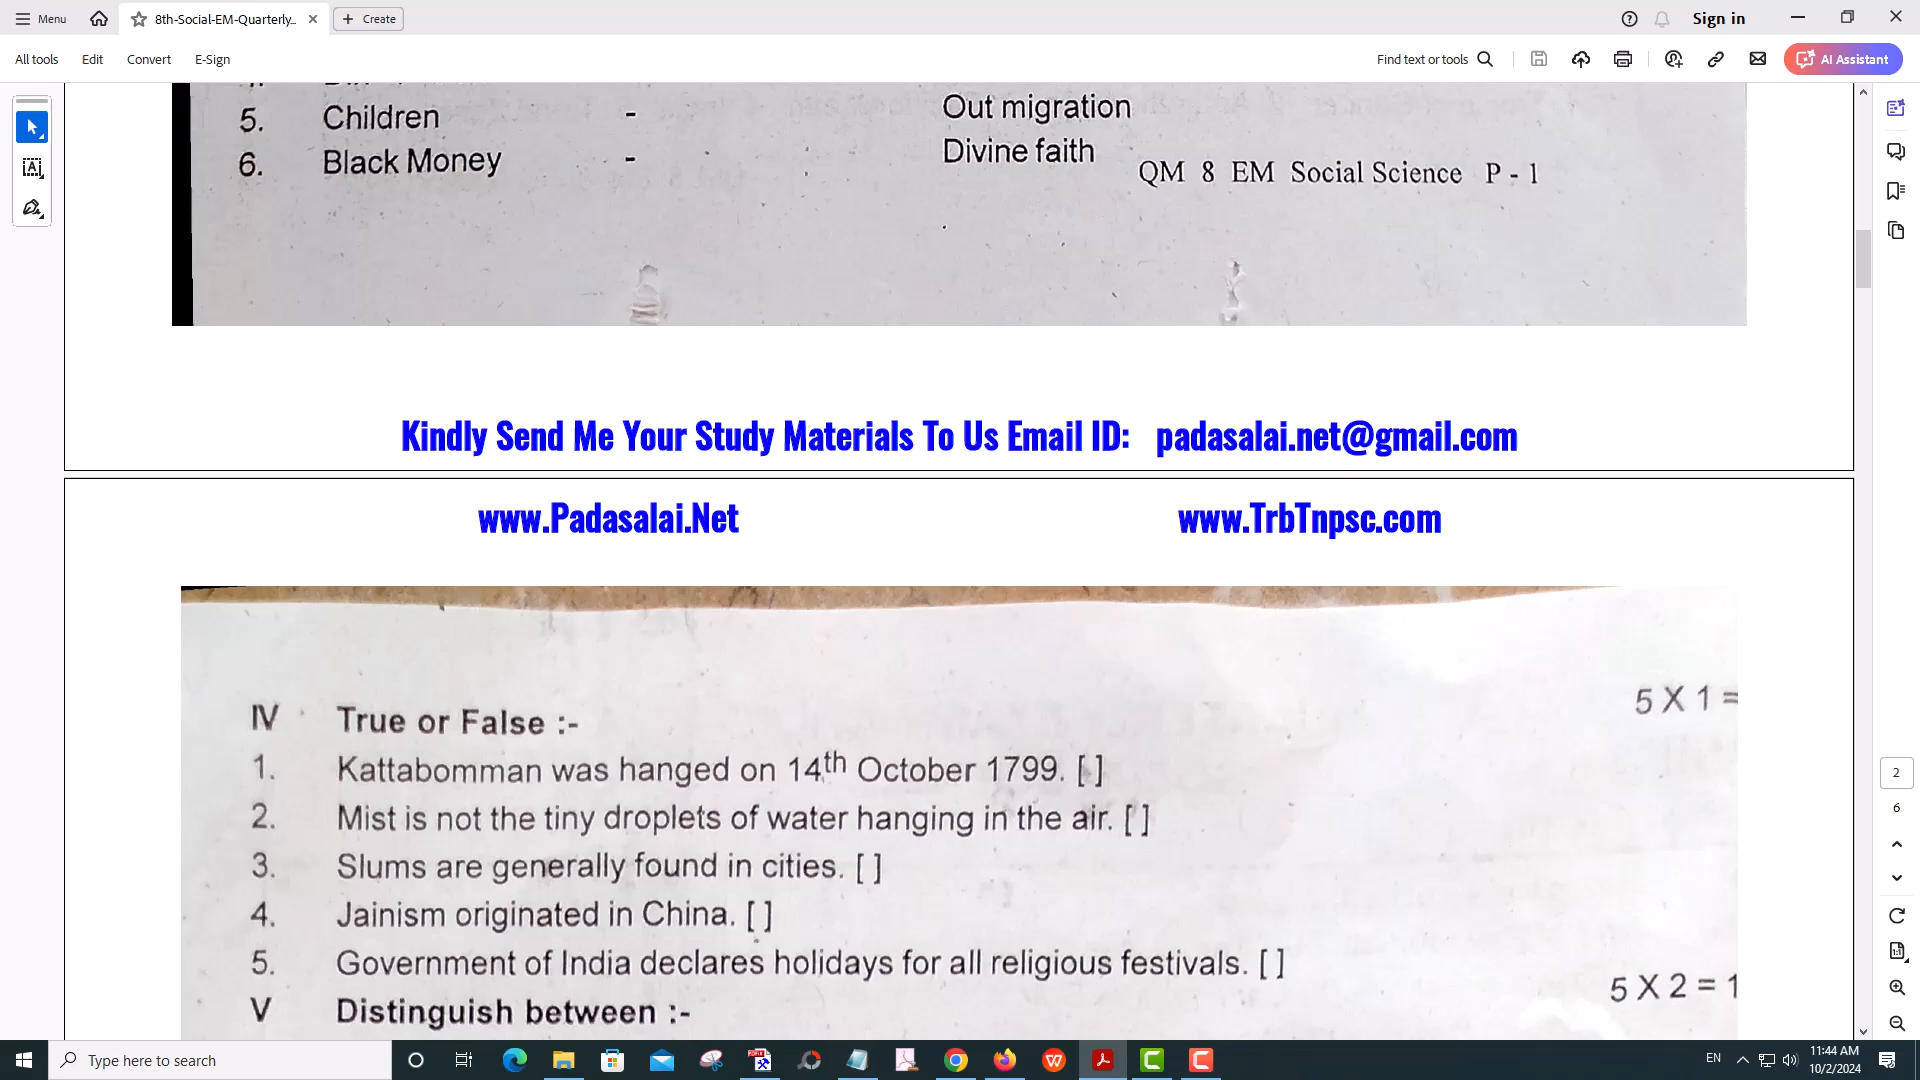 Menu
8th-Social-EM-Quarterly...
Create
Sign in
All tools
Edit
Convert
E-Sign
Find text or tools
AI Assistant
5. Children - Out migration
6. Black Money - Divine faith
QM 8 EM Social Science P - 1
Kindly Send Me Your Study Materials To Us Email ID: padasalai.net@gmail.com
www.Padasalai.Net www.TrbTnpsc.com
5 X 1 =
IV True or False :-
1. Kattabomman was hanged on 14th October 1799. [ ]
2. Mist is not the tiny droplets of water hanging in the air. [ ]
3. Slums are generally found in cities. [ ]
4. Jainism originated in China. [ ]
5. Government of India declares holidays for all religious festivals. [ ]
5 X 2 = 1
V Distinguish between :-
2
6
Type here to search
EN
11:44 AM
10/2/2024